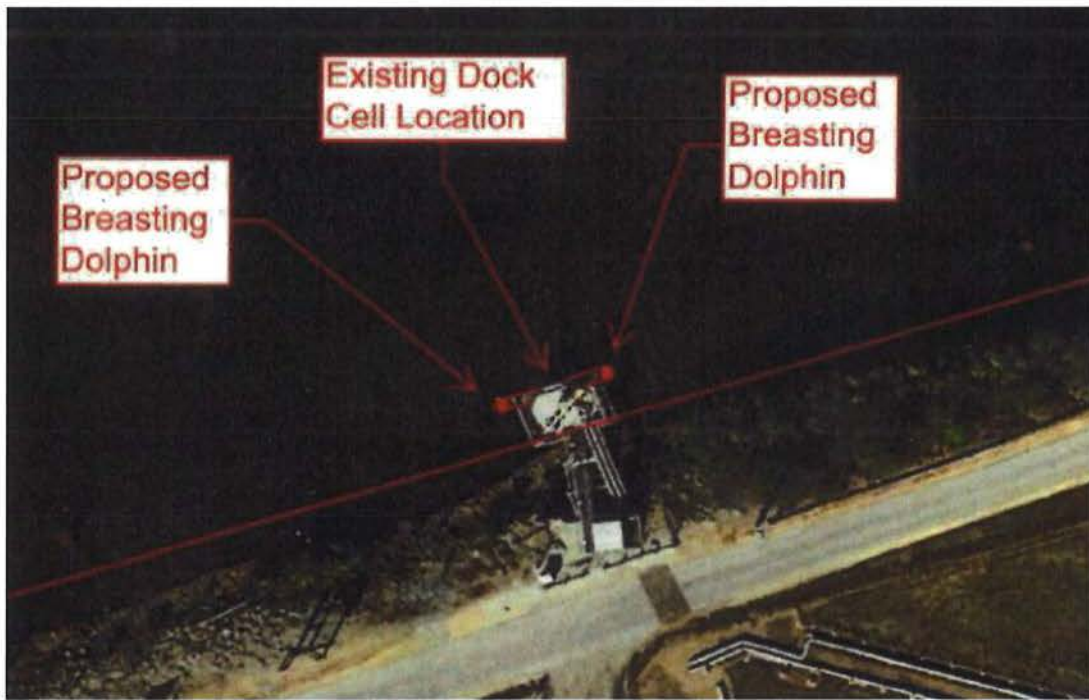 Existing Dock
Cell Location
Proposed
Breasting
Dolphin
Proposed
Breasting
Dolphin